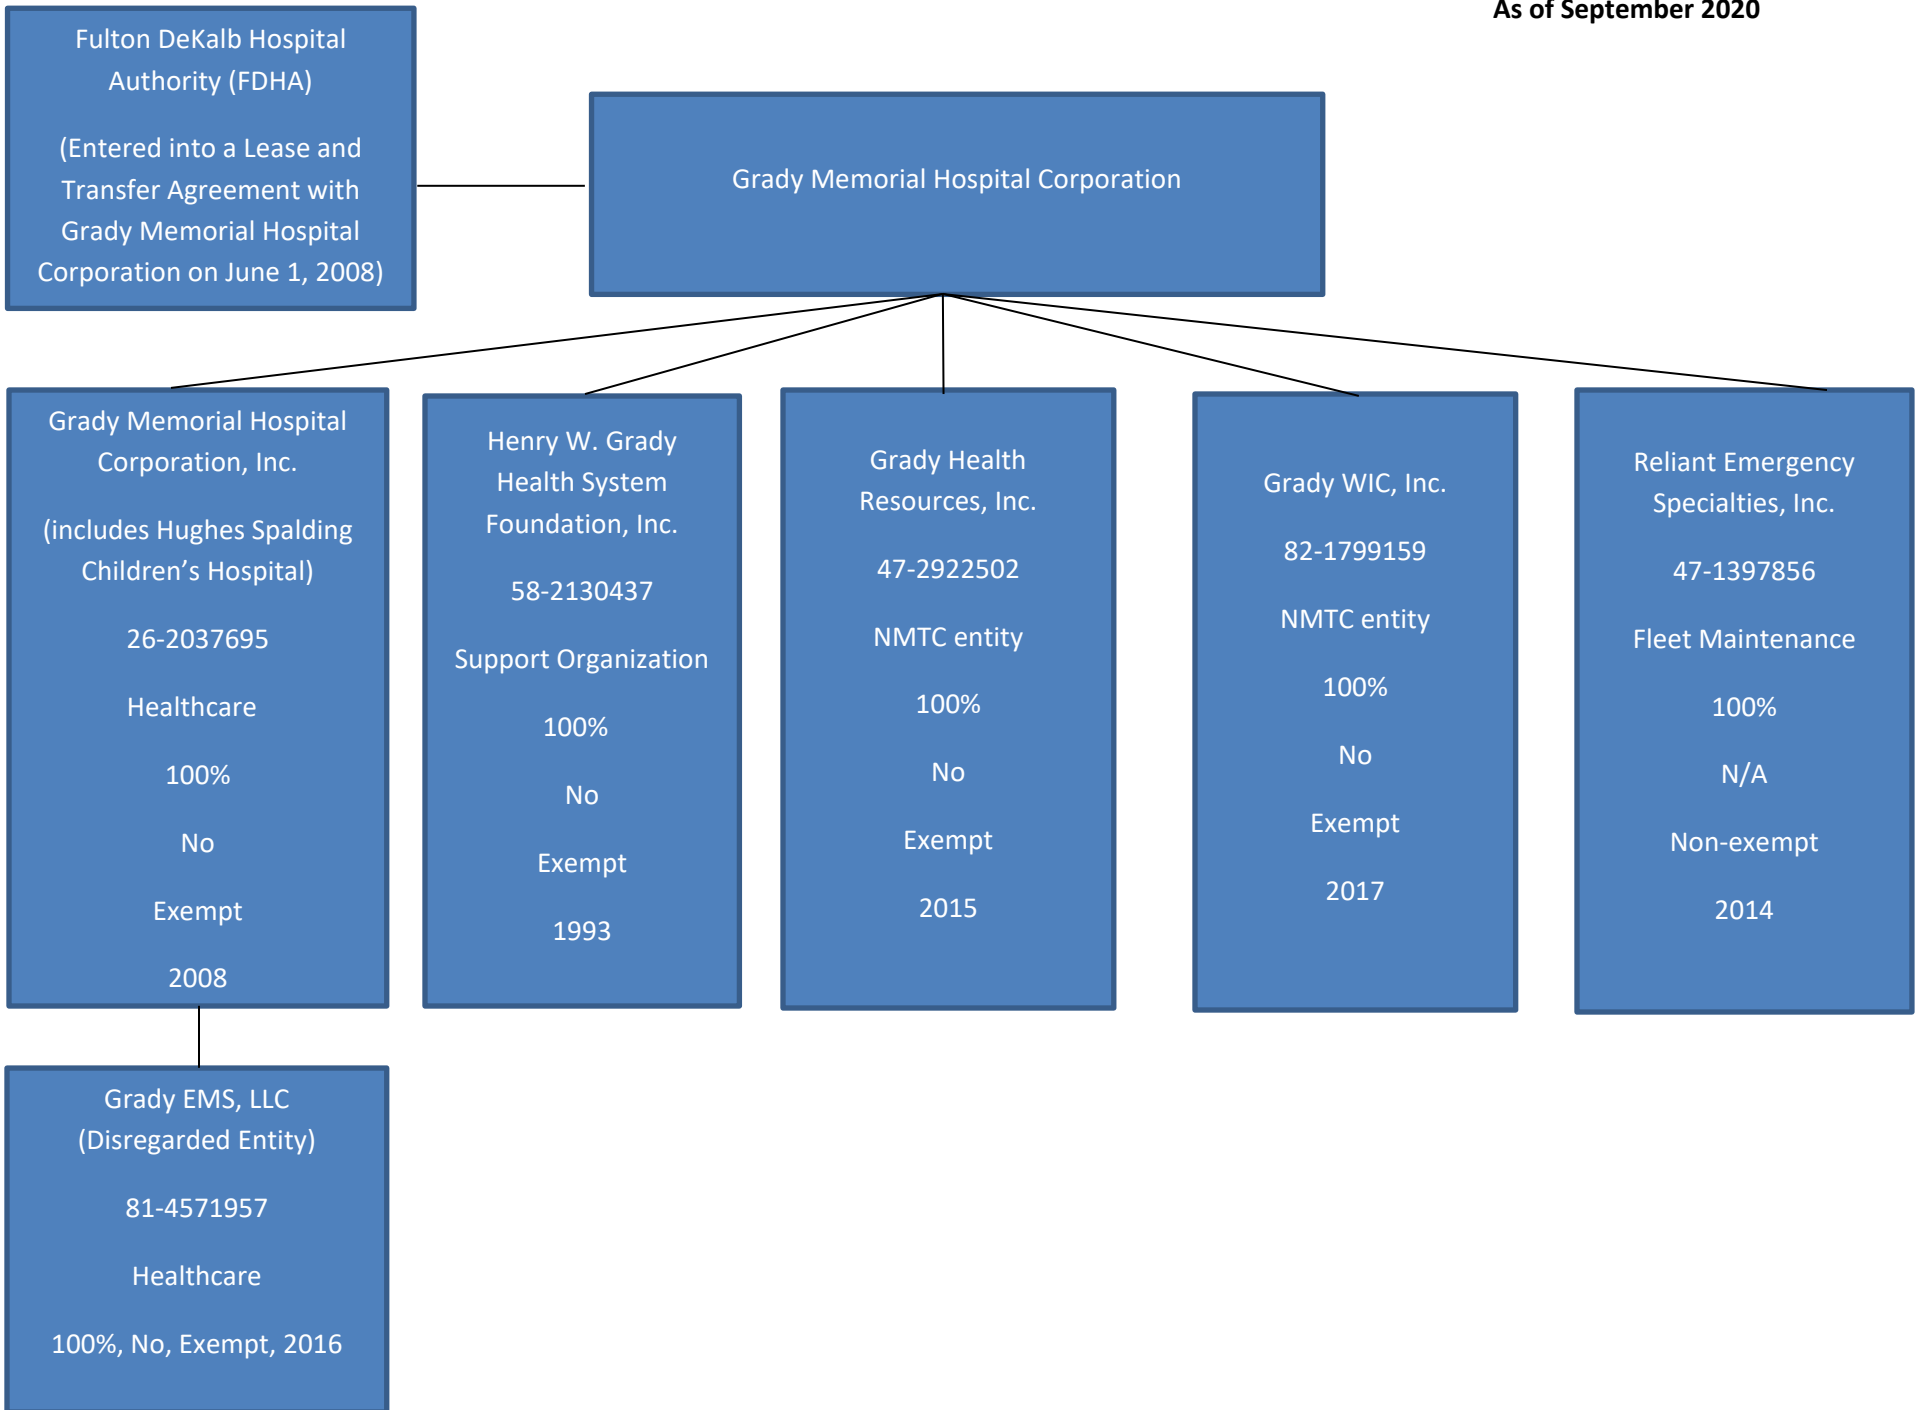 As of September 2020
Fulton DeKalb Hospital
Authority (FDHA)
(Entered into a Lease and
Transfer Agreement with
Grady Memorial Hospital
Corporation on June 1, 2008)
Grady Memorial Hospital Corporation
Grady Memorial Hospital
Corporation, Inc.
(includes Hughes Spalding
Children’s Hospital)
26-2037695
Healthcare
100%
No
Exempt
2008
Henry W. Grady
Health System
Foundation, Inc.
58-2130437
Support Organization
100%
No
Exempt
1993
Grady Health
Resources, Inc.
47-2922502
NMTC entity
100%
No
Exempt
2015
Grady WIC, Inc.
82-1799159
NMTC entity
100%
No
Exempt
2017
Reliant Emergency
Specialties, Inc.
47-1397856
Fleet Maintenance
100%
N/A
Non-exempt
2014
Grady EMS, LLC
(Disregarded Entity)
81-4571957
Healthcare
100%, No, Exempt, 2016